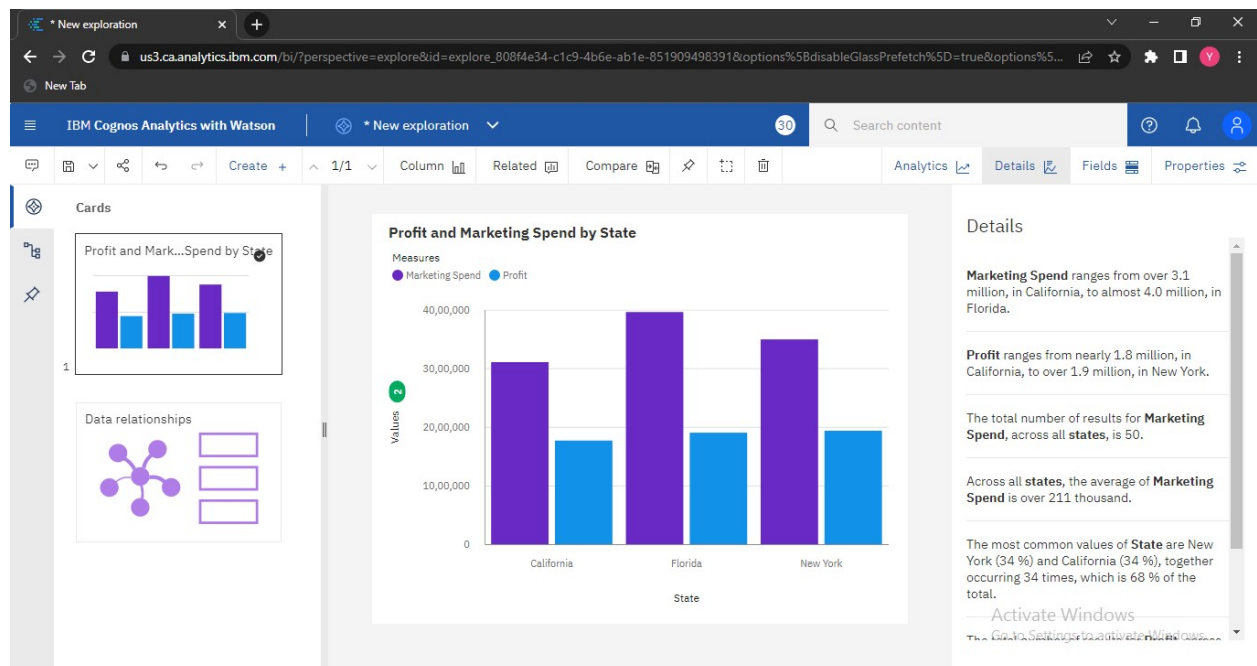 * New exploration
us3.ca.analytics.ibm.com/bi/?perspective=explore&id=explore_808f4e34-c1c9-4b6e-ab1e-851909498391&options%5BdisableGlassPrefetch%5D=true&options%5...
Y
New Tab
IBM Cognos Analytics with Watson
* New exploration
30
Search content
Create +
1/1
Column
Related
Compare
Analytics
Details
Fields
Properties
Cards
Profit and Mark...Spend by State
1
Data relationships
Profit and Marketing Spend by State
Measures
Marketing Spend
Profit
40,00,000
30,00,000
20,00,000
10,00,000
0
Values
2
California
Florida
New York
State
Details
Marketing Spend ranges from over 3.1
million, in California, to almost 4.0 million, in
Florida.
Profit ranges from nearly 1.8 million, in
California, to over 1.9 million, in New York.
The total number of results for Marketing
Spend, across all states, is 50.
Across all states, the average of Marketing
Spend is over 211 thousand.
The most common values of State are New
York (34 %) and California (34 %), together
occurring 34 times, which is 68 % of the
total.
Activate Windows
Go to Settings to activate Windows.